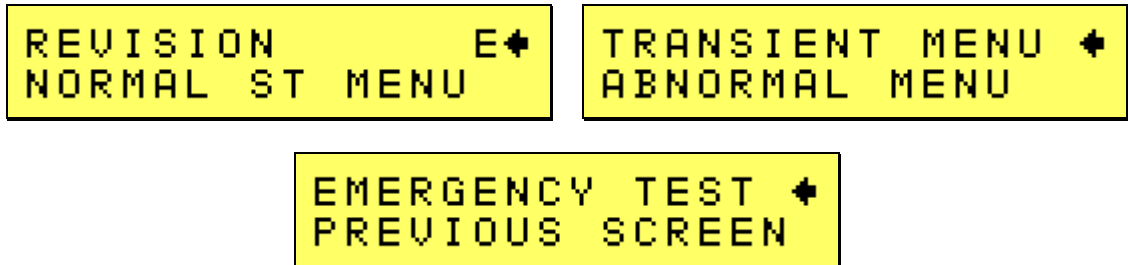 REVISION E←
NORMAL ST MENU
TRANSIENT MENU ←
ABNORMAL MENU
EMERGENCY TEST ←
PREVIOUS SCREEN